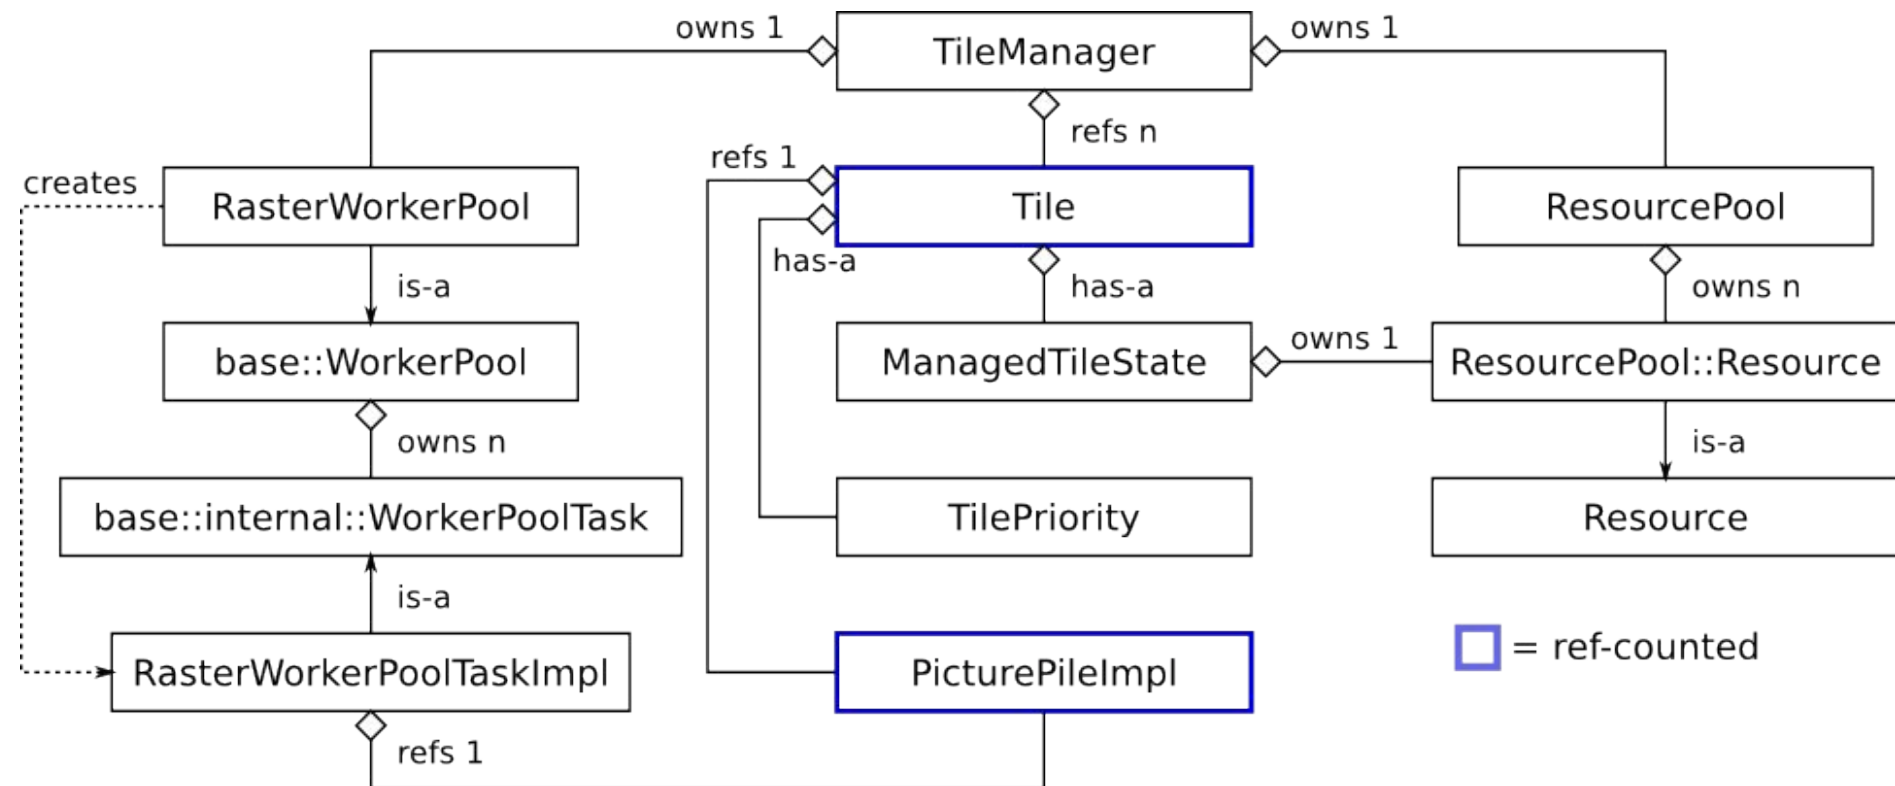 owns 1
TileManager
owns 1
refs n
refs 1
creates
RasterWorkerPool
Tile
ResourcePool
has-a
is-a
has-a
owns n
base::WorkerPool
ManagedTileState
owns 1
ResourcePool::Resource
owns n
is-a
base::internal::WorkerPoolTask
TilePriority
Resource
is-a
= ref-counted
RasterWorkerPoolTaskImpl
PicturePileImpl
refs 1